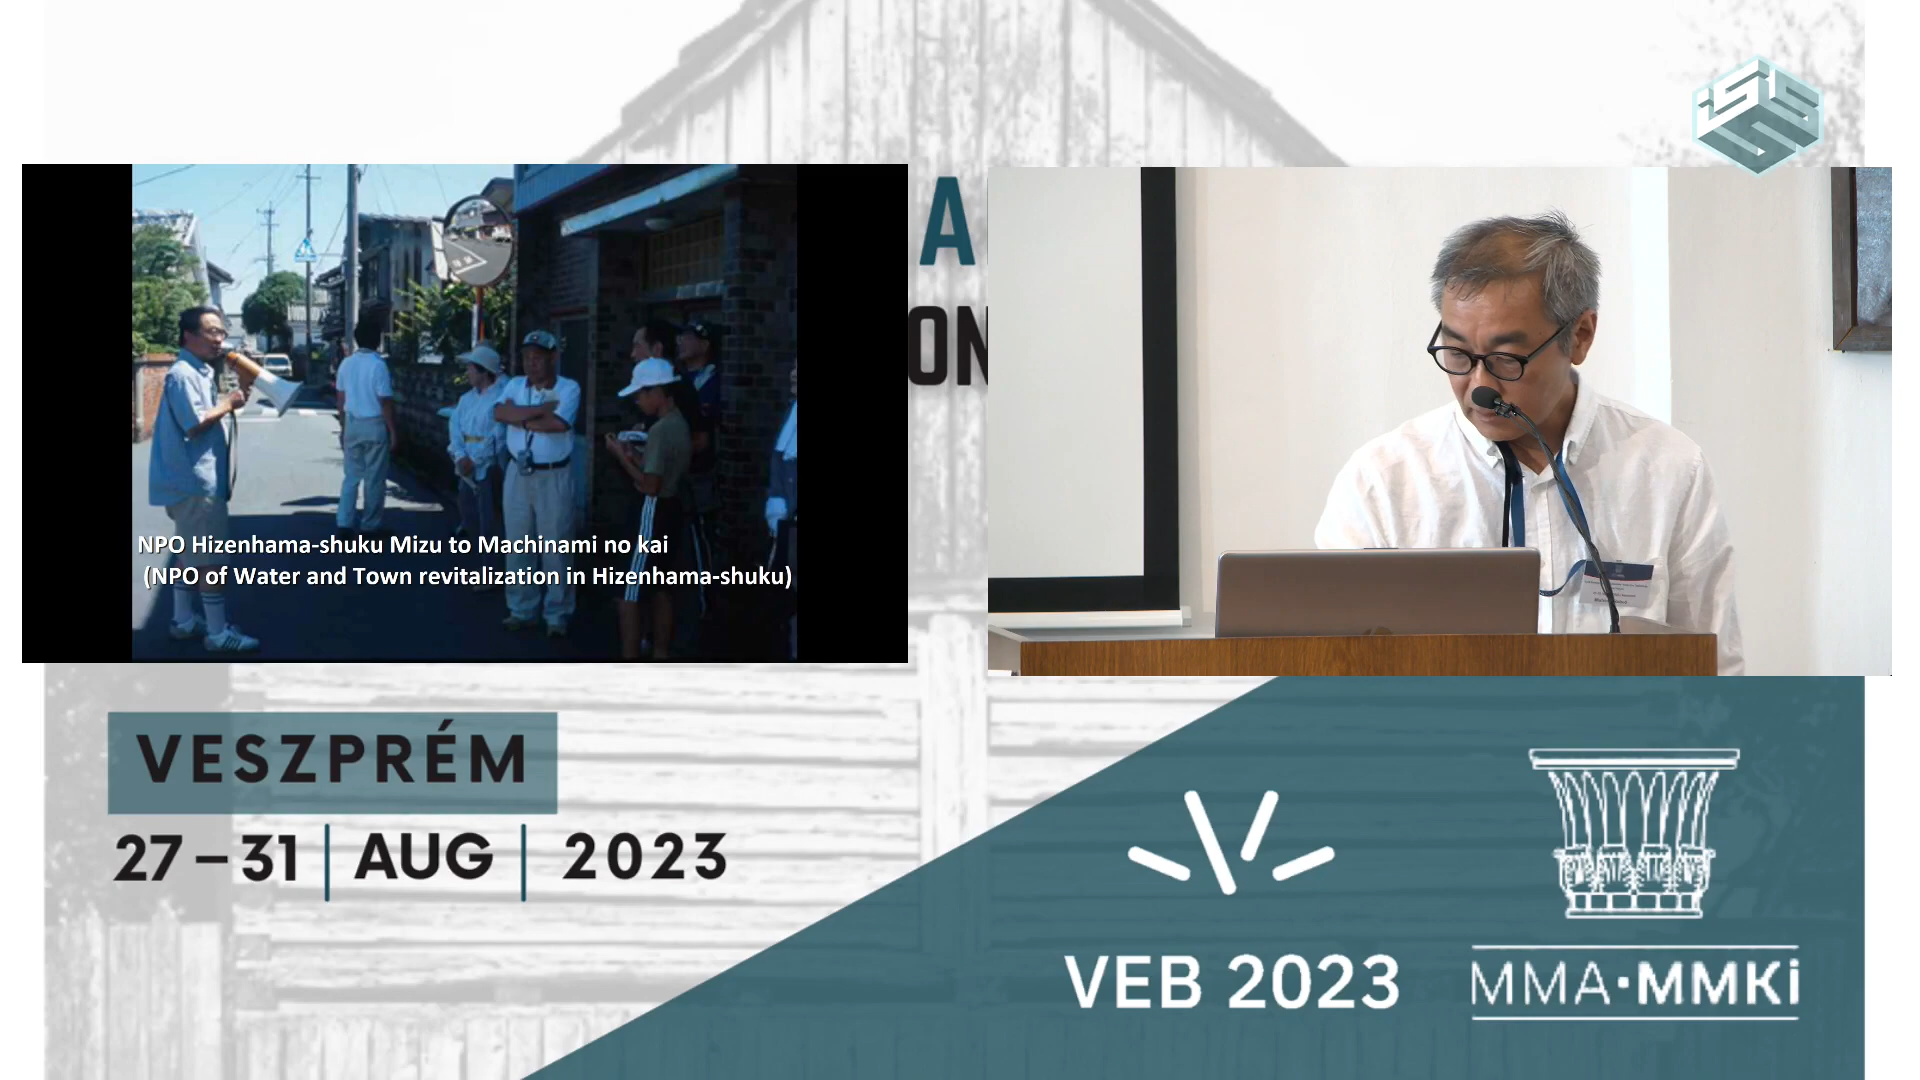 A
ON
NPO Hizenhama-shuku Mizu to Machinami no kai
(NPO of Water and Town revitalization in Hizenhama-shuku)
VESZPRÉM
27–31 | AUG | 2023
VEB 2023
MMA·MMKi